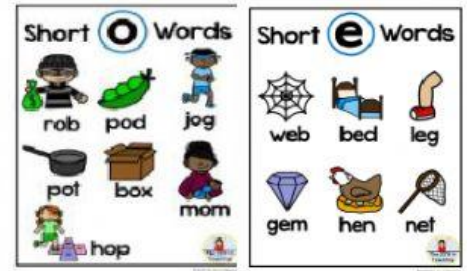 Short o Words
rob pod jog
pot box mom
hop
Short e Words
web bed leg
gem hen net